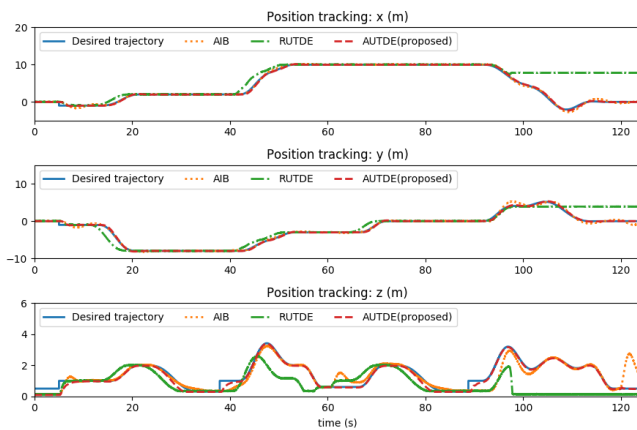 Position tracking: x (m)
20
Desired trajectory AIB RUTDE AUTDE(proposed)
10
0
0 20 40 60 80 100 120
Position tracking: y (m)
Desired trajectory AIB RUTDE AUTDE(proposed)
10
0
−10
0 20 40 60 80 100 120
Position tracking: z (m)
6
Desired trajectory AIB RUTDE AUTDE(proposed)
4
2
0
0 20 40 60 80 100 120
time (s)